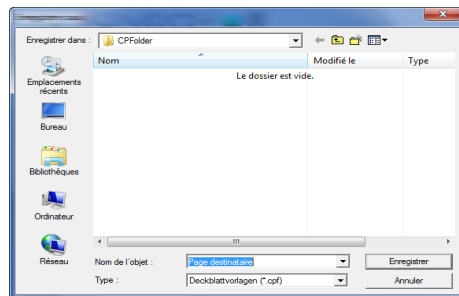 Enregistrer dans :
CPFolder
Nom
Modifié le
Type
Le dossier est vide.
Emplacements
récents
Bureau
Bibliothèques
Ordinateur
Réseau
Nom de l'objet :
Page destinataire
Enregistrer
Type :
Deckblattvorlagen (*.cpf)
Annuler